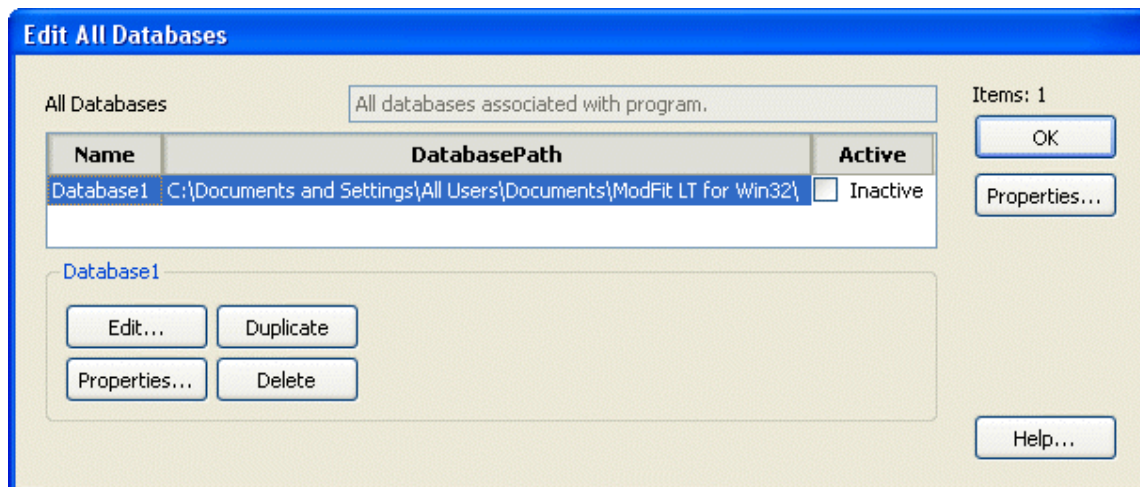 Edit All Databases
All Databases
All databases associated with program.
Items: 1
OK
Name DatabasePath Active
Database1 C:\Documents and Settings\All Users\Documents\ModFit LT for Win32\ Inactive
Properties...
Database1
Edit... Duplicate
Properties... Delete
Help...